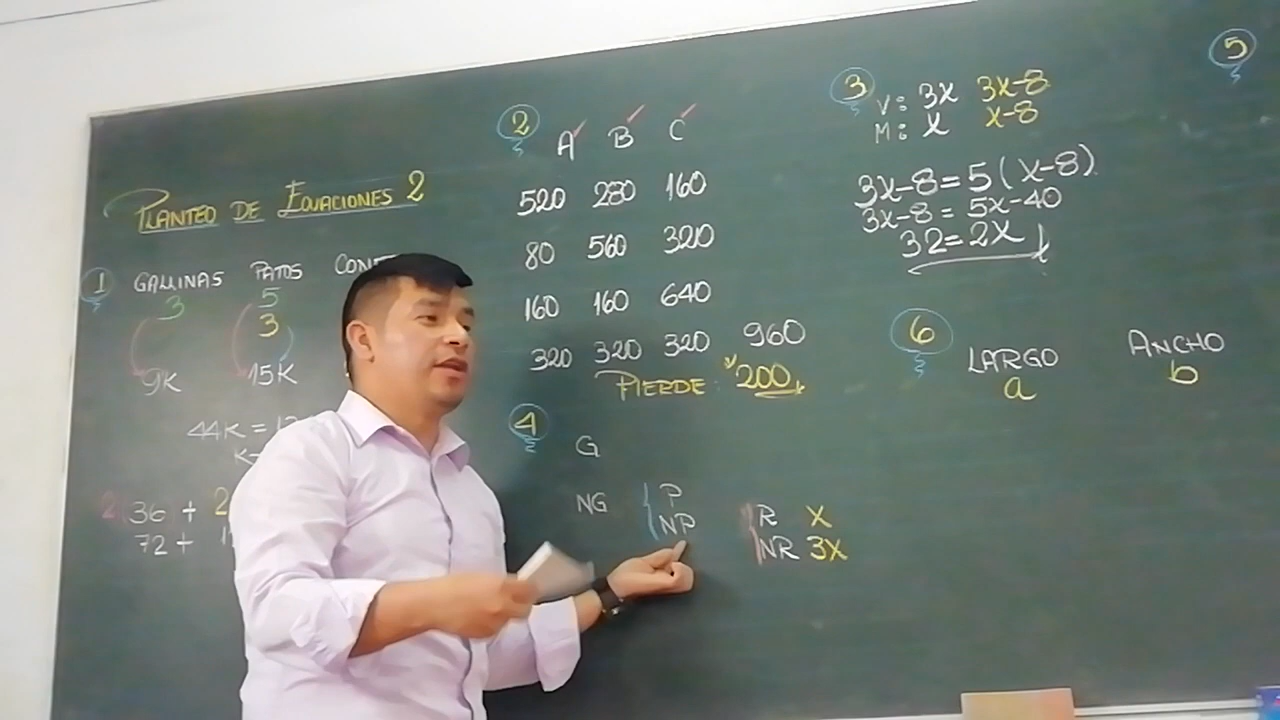 PLANTEO DE ECUACIONES 2
1 GALLINAS PATOS
3 5
3
9K 15K
44K =
36 + 2
72 +
2 A B C
520 280 160
80 560 320
160 160 640
320 320 320 960
PIERDE: 200
3 V: 3x 3x-8
M: x x-8
3x-8=5(x-8)
3x-8=5x-40
32=2x
4 G
NG P
NP
R X
NR 3X
5
6 LARGO ANCHO
a b